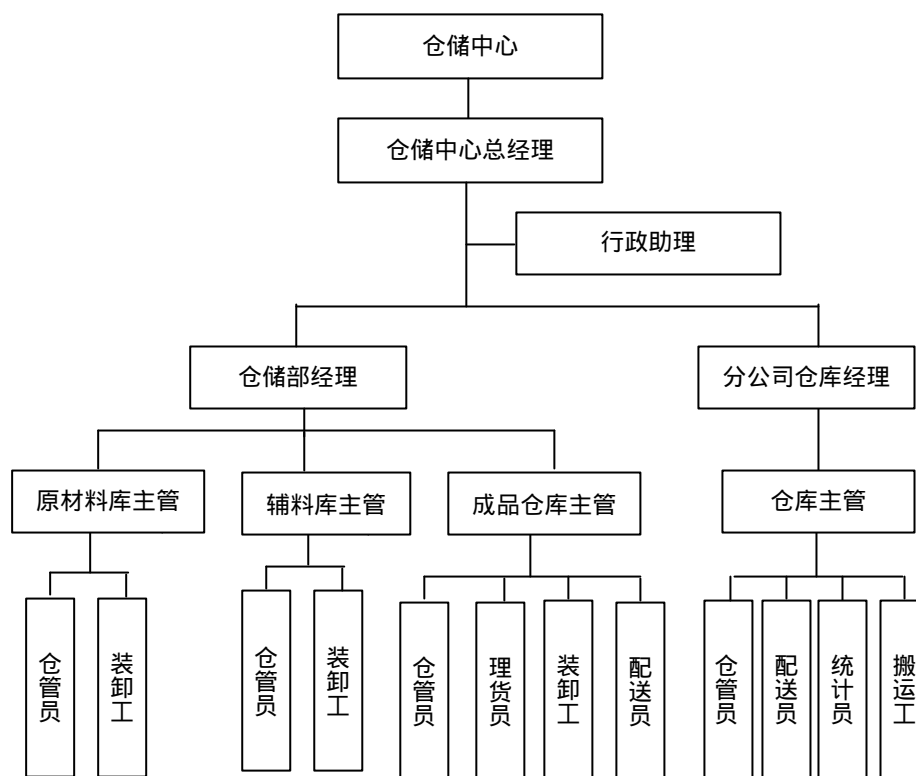 仓储中心
仓储中心总经理
行政助理
仓储部经理
分公司仓库经理
原材料库主管
辅料库主管
成品仓库主管
仓库主管
仓管员
装卸工
仓管员
装卸工
仓管员
理货员
装卸工
配送员
仓管员
配送员
统计员
搬运工